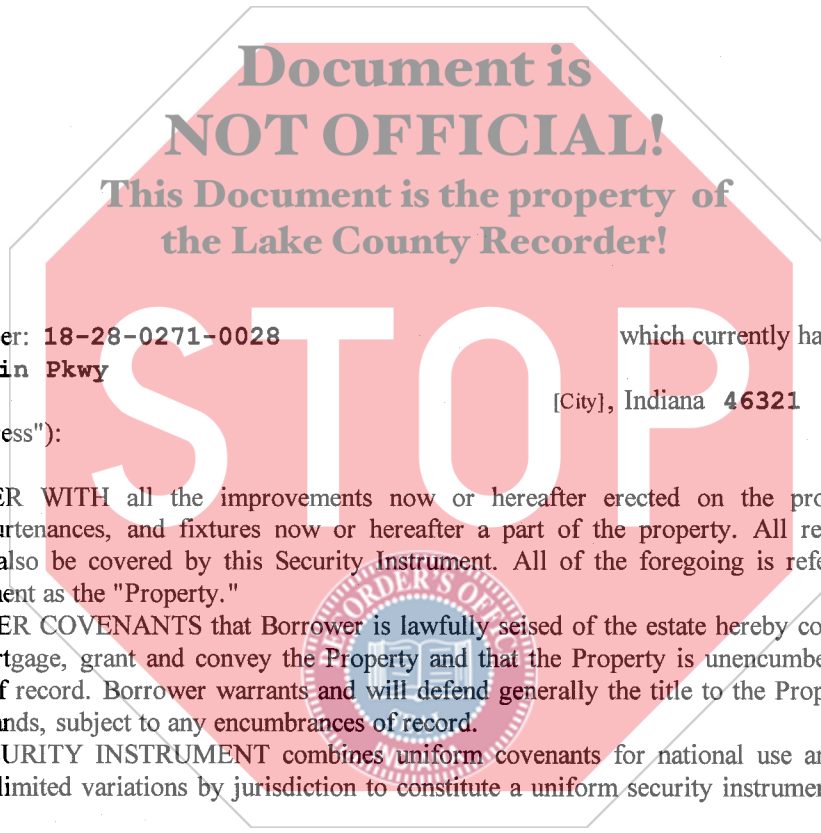 Document is
NOT OFFICIAL!
This Document is the property of
the Lake County Recorder!
STOP
er: 18-28-0271-0028 which currently ha
in Pkwy
[City], Indiana 46321
ess"):
ER WITH all the improvements now or hereafter erected on the pro
urtenances, and fixtures now or hereafter a part of the property. All re
also be covered by this Security Instrument. All of the foregoing is refe
ent as the "Property."
ER COVENANTS that Borrower is lawfully seised of the estate hereby co
rtgage, grant and convey the Property and that the Property is unencumbe
f record. Borrower warrants and will defend generally the title to the Prop
nds, subject to any encumbrances of record.
URITY INSTRUMENT combines uniform covenants for national use an
limited variations by jurisdiction to constitute a uniform security instrumen